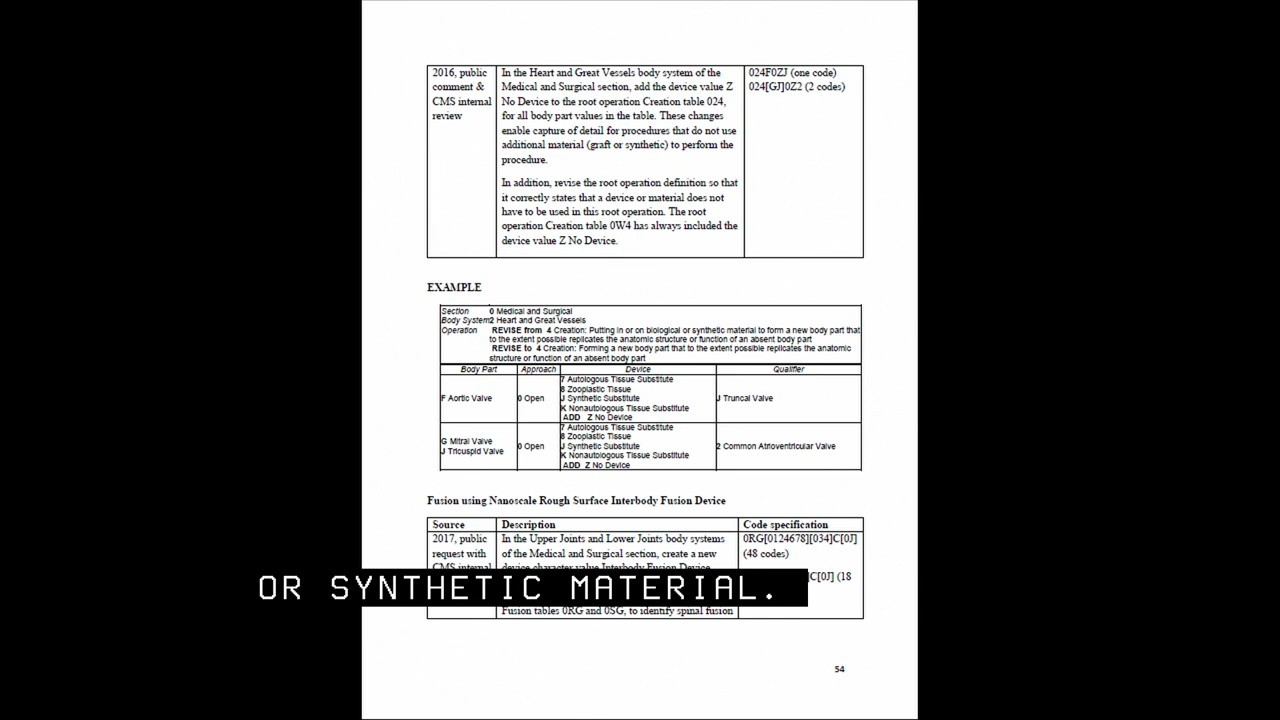 2016, public
comment &
CMS internal
review
In the Heart and Great Vessels body system of the
Medical and Surgical section, add the device value Z
No Device to the root operation Creation table 024,
for all body part values in the table. These changes
enable capture of detail for procedures that do not use
additional material (graft or synthetic) to perform the
procedure.
In addition, revise the root operation definition so that
it correctly states that a device or material does not
have to be used in this root operation. The root
operation Creation table 0W4 has always included the
device value Z No Device.
024F0ZJ (one code)
024[GJ]0Z2 (2 codes)
EXAMPLE
Section 0 Medical and Surgical
Body System 2 Heart and Great Vessels
Operation REVISE from 4 Creation: Putting in or on biological or synthetic material to form a new body part that
to the extent possible replicates the anatomic structure or function of an absent body part
REVISE to 4 Creation: Forming a new body part that to the extent possible replicates the anatomic
structure or function of an absent body part
Body Part Approach Device Qualifier
F Aortic Valve
0 Open
7 Autologous Tissue Substitute
8 Zooplastic Tissue
J Synthetic Substitute
K Nonautologous Tissue Substitute
ADD Z No Device
J Truncal Valve
G Mitral Valve
J Tricuspid Valve
0 Open
7 Autologous Tissue Substitute
8 Zooplastic Tissue
J Synthetic Substitute
K Nonautologous Tissue Substitute
ADD Z No Device
2 Common Atrioventricular Valve
Fusion using Nanoscale Rough Surface Interbody Fusion Device
Source Description Code specification
2017, public
request with
CMS internal
In the Upper Joints and Lower Joints body systems
of the Medical and Surgical section, create a new
device character value Interbody Fusion Device
Fusion tables 0RG and 0SG, to identify spinal fusion
0RG[0124678][034]C[0J]
(48 codes)
]C[0J] (18
OR SYNTHETIC MATERIAL.
54